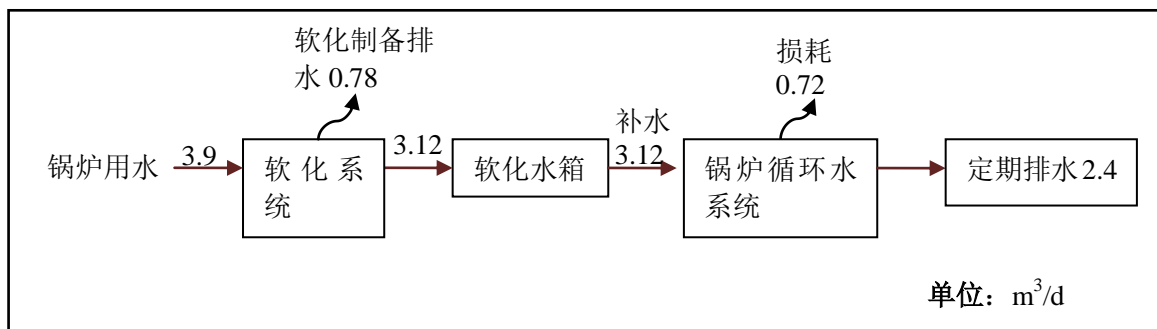 软化制备排
水 0.78
损耗
0.72
锅炉用水
3.9
软化系
统
3.12
软化水箱
补水
3.12
锅炉循环水
系统
定期排水 2.4
单位：m³/d